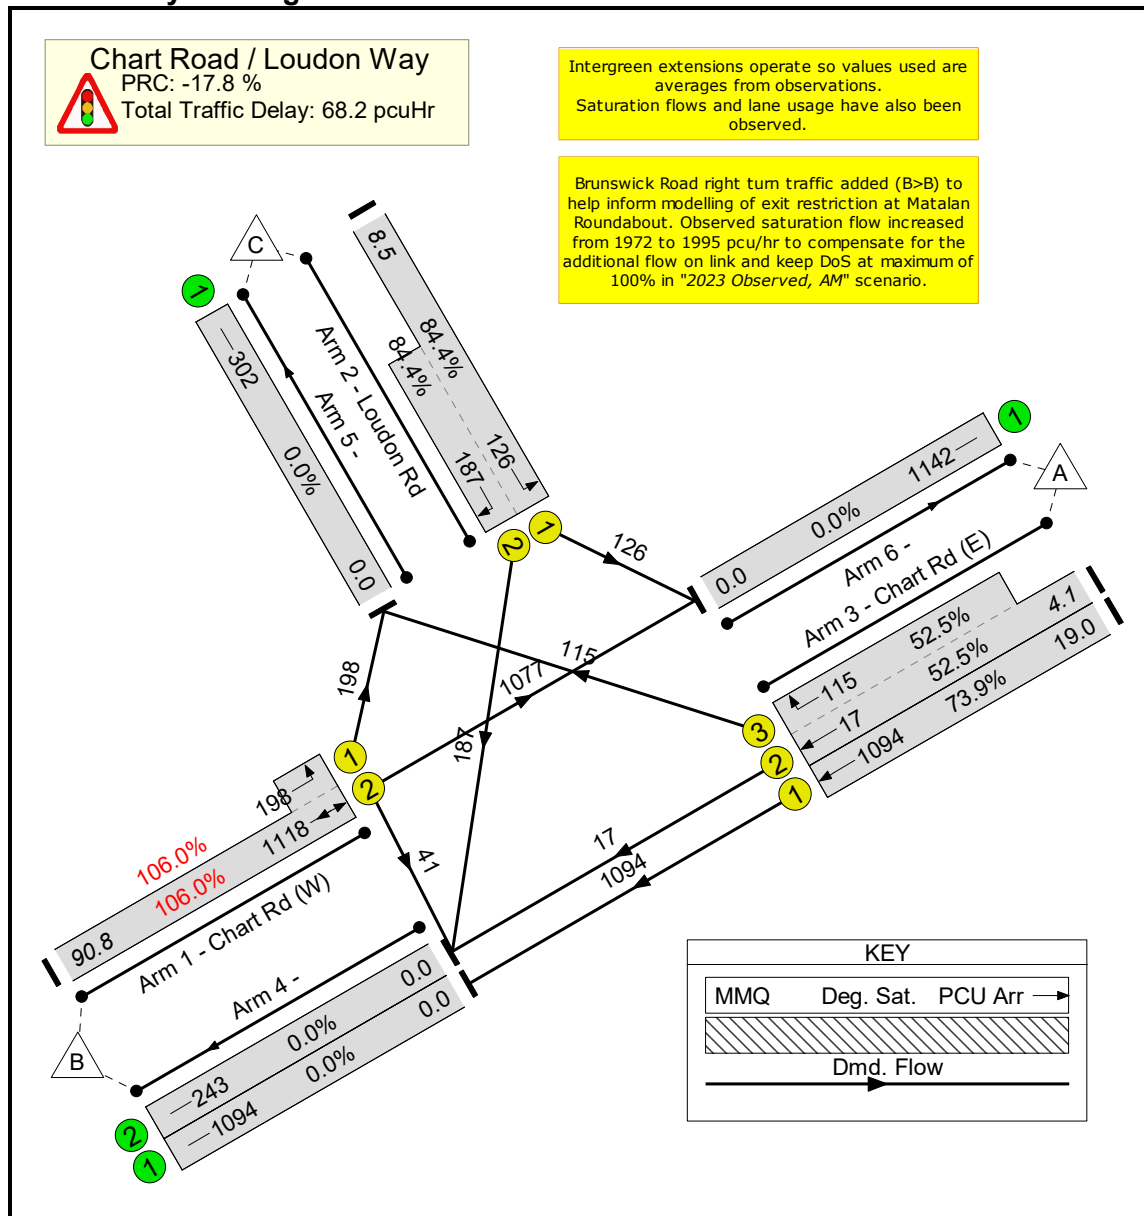 Chart Road / Loudon Way
PRC: -17.8 %
Total Traffic Delay: 68.2 pcuHr
Intergreen extensions operate so values used are
averages from observations.
Saturation flows and lane usage have also been
observed.
Brunswick Road right turn traffic added (B>B) to
help inform modelling of exit restriction at Matalan
Roundabout. Observed saturation flow increased
from 1972 to 1995 pcu/hr to compensate for the
additional flow on link and keep DoS at maximum of
100% in "2023 Observed, AM" scenario.
C
1
302
0.0%
0.0
Arm 5 -
Arm 2 - Loudon Rd
8.5
84.4%
84.4%
126
187
1
2
126
187
1077
115
198
41
17
1094
1
1142
0.0%
0.0
A
Arm 6 -
Arm 3 - Chart Rd (E)
52.5%
4.1
115
52.5%
19.0
17
73.9%
1094
3
2
1
1
2
198
1118
106.0%
106.0%
90.8
Arm 1 - Chart Rd (W)
Arm 4 -
B
0.0
0.0%
243
0.0
0.0%
1094
2
1
KEY
MMQ Deg. Sat. PCU Arr
Dmd. Flow